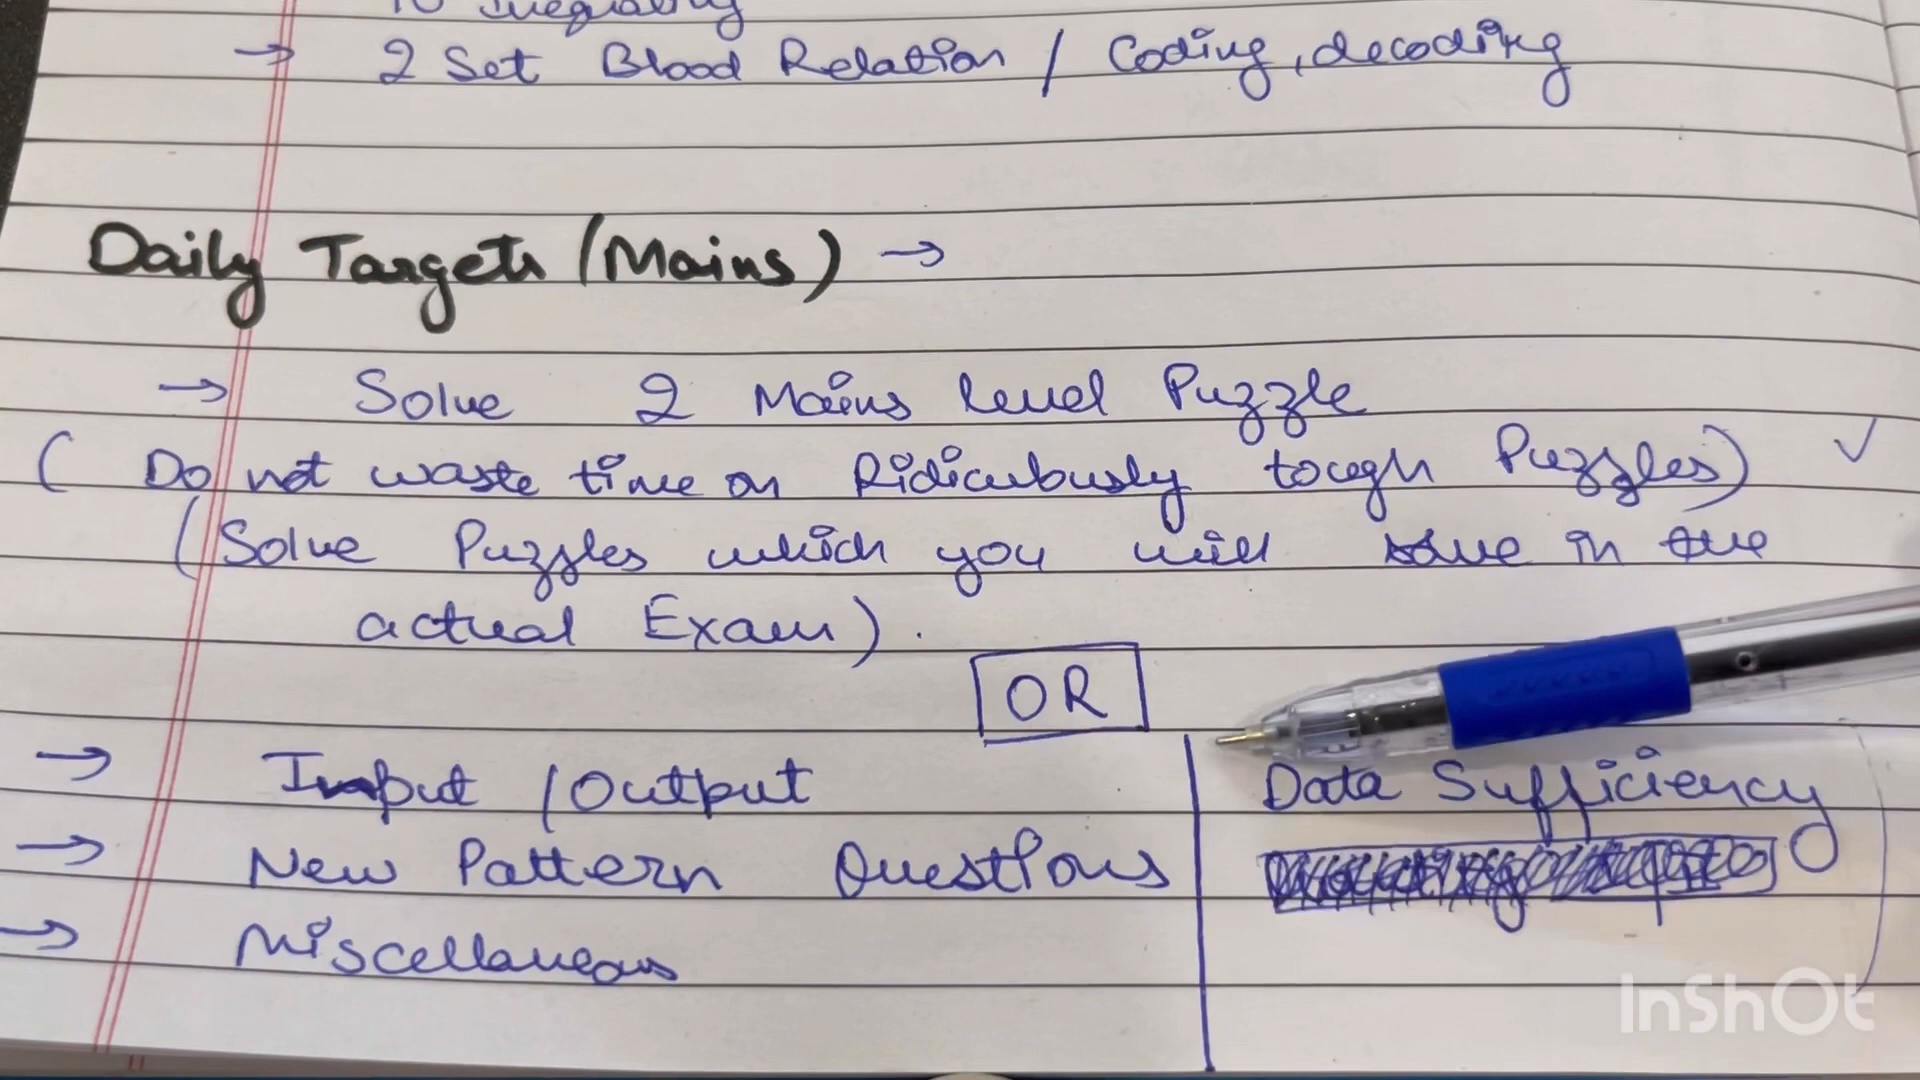 10 inequality
→ 2 Set Blood Relation / Coding, decoding
Daily Targets (Mains) →
→ Solve 2 Mains level Puzzle
( Do not waste time on Ridiculously tough Puzzles) ✓
(Solve Puzzles which you will solve in the
actual Exam).
OR
→ Input / Output
Data Sufficiency
→ New Pattern Questions
→ Miscellaneous
InShOt